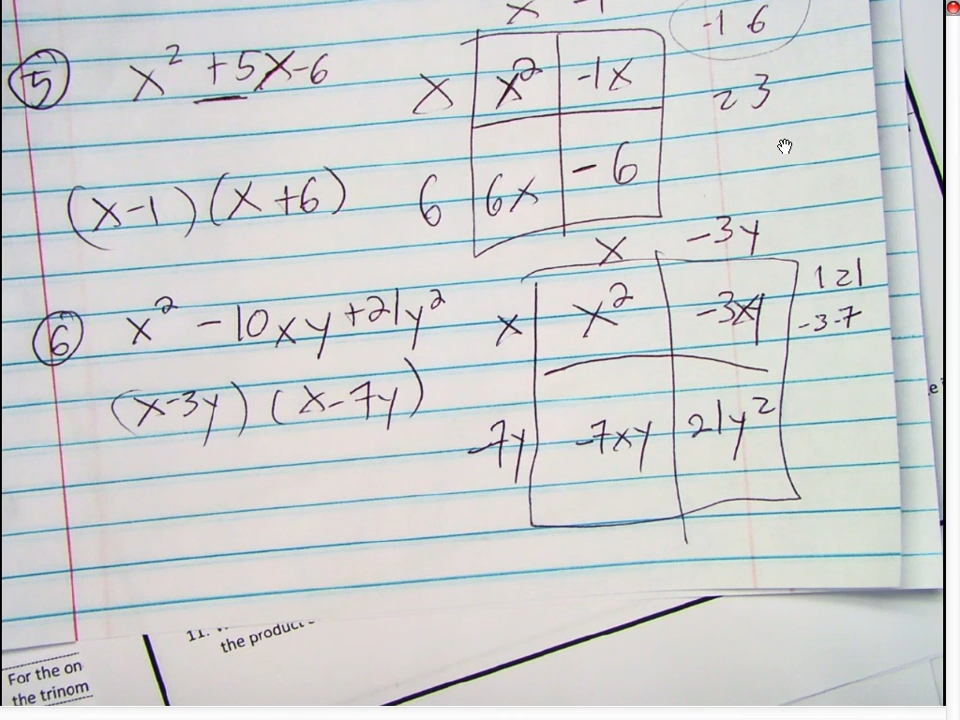 x -1
-1 6
5 x² +5x-6
x x² -1x
2 3
(x-1)(x+6)
6 6x -6
x -3y
6 x² -10xy+21y²
x x² -3xy
1 21
-3-7
(x-3y)(x-7y)
-7y -7xy 21y²
11.
the product
For the on
the trinom